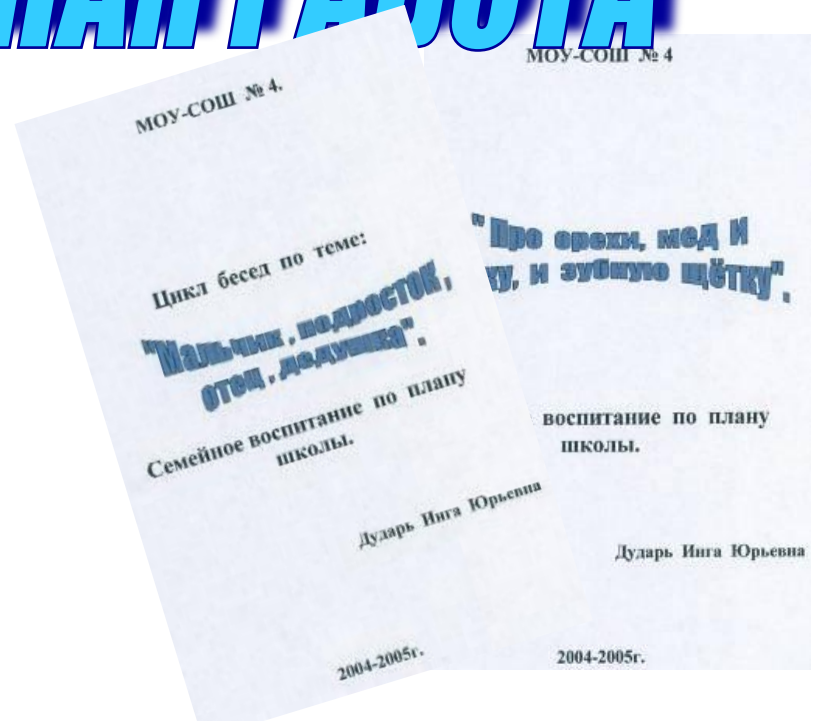 РАБОТА
МОУ-СОШ № 4.
Цикл бесед по теме:
"Мальчик , подросток ,
отец , дедушка" .
Семейное воспитание по плану
школы.
Дударь Инга Юрьевна
2004-2005г.
МОУ-СОШ № 4
" Про орехи, мед и
и зубную щётку" .
воспитание по плану
школы.
Дударь Инга Юрьевна
2004-2005г.